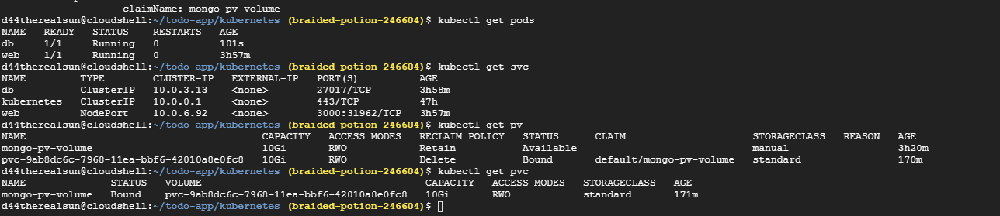 claimName: mongo-pv-volume
d44therealsun@cloudshell:~/todo-app/kubernetes (braided-potion-246604)$ kubectl get pods
NAME READY STATUS RESTARTS AGE
db 1/1 Running 0 101s
web 1/1 Running 0 3h57m
d44therealsun@cloudshell:~/todo-app/kubernetes (braided-potion-246604)$ kubectl get svc
NAME TYPE CLUSTER-IP EXTERNAL-IP PORT(S) AGE
db ClusterIP 10.0.3.13 <none> 27017/TCP 3h58m
kubernetes ClusterIP 10.0.0.1 <none> 443/TCP 47h
web NodePort 10.0.6.92 <none> 3000:31962/TCP 3h57m
d44therealsun@cloudshell:~/todo-app/kubernetes (braided-potion-246604)$ kubectl get pv
NAME CAPACITY ACCESS MODES RECLAIM POLICY STATUS CLAIM STORAGECLASS REASON AGE
mongo-pv-volume 10Gi RWO Retain Available manual 3h20m
pvc-9ab8dc6c-7968-11ea-bbf6-42010a8e0fc8 10Gi RWO Delete Bound default/mongo-pv-volume standard 170m
d44therealsun@cloudshell:~/todo-app/kubernetes (braided-potion-246604)$ kubectl get pvc
NAME STATUS VOLUME CAPACITY ACCESS MODES STORAGECLASS AGE
mongo-pv-volume Bound pvc-9ab8dc6c-7968-11ea-bbf6-42010a8e0fc8 10Gi RWO standard 171m
d44therealsun@cloudshell:~/todo-app/kubernetes (braided-potion-246604)$